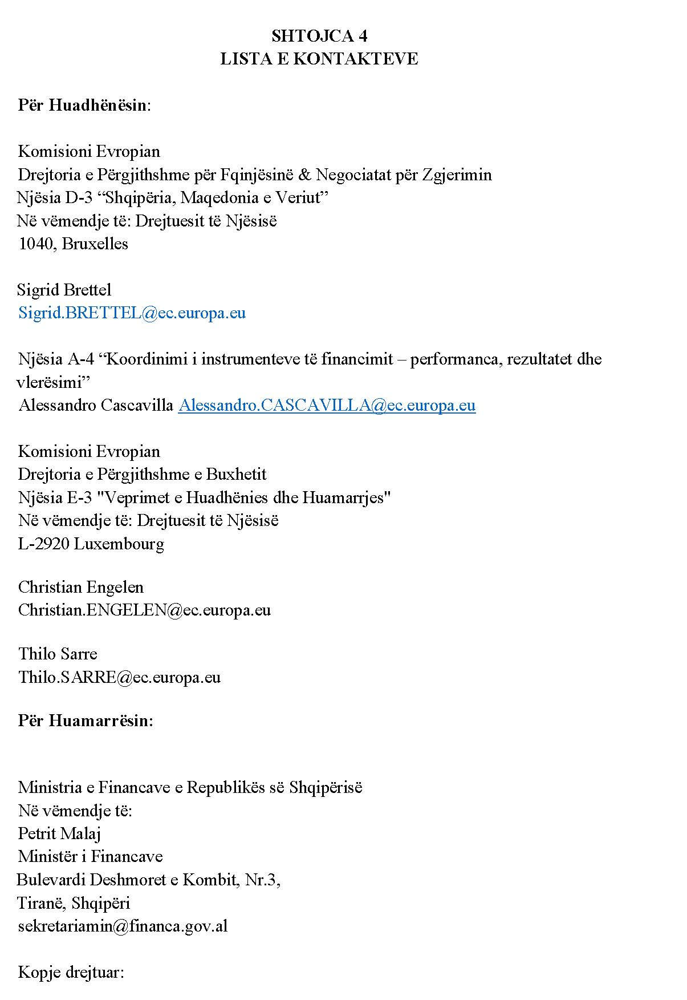 SHTOJCA 4
LISTA E KONTAKTEVE
Për Huadhënësin:
Komisioni Evropian
Drejtoria e Përgjithshme për Fqinjësinë & Negociatat për Zgjerimin
Njësia D-3 “Shqipëria, Maqedonia e Veriut”
Në vëmendje të: Drejtuesit të Njësisë
1040, Bruxelles
Sigrid Brettel
Sigrid.BRETTEL@ec.europa.eu
Njësia A-4 “Koordinimi i instrumenteve të financimit – performanca, rezultatet dhe
vlerësimi”
Alessandro Cascavilla Alessandro.CASCAVILLA@ec.europa.eu
Komisioni Evropian
Drejtoria e Përgjithshme e Buxhetit
Njësia E-3 "Veprimet e Huadhënies dhe Huamarrjes"
Në vëmendje të: Drejtuesit të Njësisë
L-2920 Luxembourg
Christian Engelen
Christian.ENGELEN@ec.europa.eu
Thilo Sarre
Thilo.SARRE@ec.europa.eu
Për Huamarrësin:
Ministria e Financave e Republikës së Shqipërisë
Në vëmendje të:
Petrit Malaj
Ministër i Financave
Bulevardi Deshmoret e Kombit, Nr.3,
Tiranë, Shqipëri
sekretariamin@financa.gov.al
Kopje drejtuar: